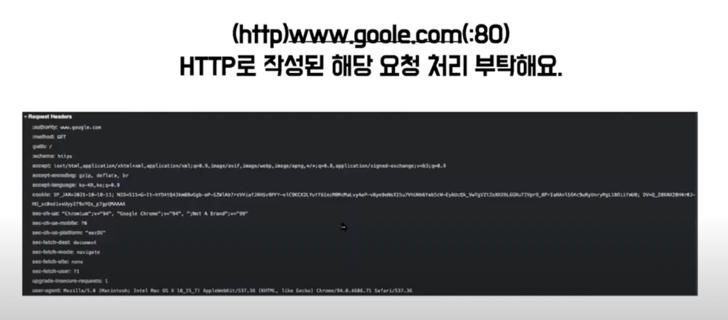 (http)www.goole.com(:80)
HTTP로 작성된 해당 요청 처리 부탁해요.
▾ Request Headers
:authority: www.google.com
:method: GET
:path: /
:scheme: https
accept: text/html,application/xhtml+xml,application/xml;q=0.9,image/avif,image/webp,image/apng,*/*;q=0.8,application/signed-exchange;v=b3;q=0.9
accept-encoding: gzip, deflate, br
accept-language: ko-KR,ko;q=0.9
cookie:
sec-ch-ua: "Chromium";v="94", "Google Chrome";v="94", ";Not A Brand";v="99"
sec-ch-ua-mobile: ?0
sec-ch-ua-platform: "macOS"
sec-fetch-dest: document
sec-fetch-mode: navigate
sec-fetch-site: none
sec-fetch-user: ?1
upgrade-insecure-requests: 1
user-agent: Mozilla/5.0 (Macintosh; Intel Mac OS X 10_15_7) AppleWebKit/537.36 (KHTML, like Gecko) Chrome/94.0.4606.71 Safari/537.36